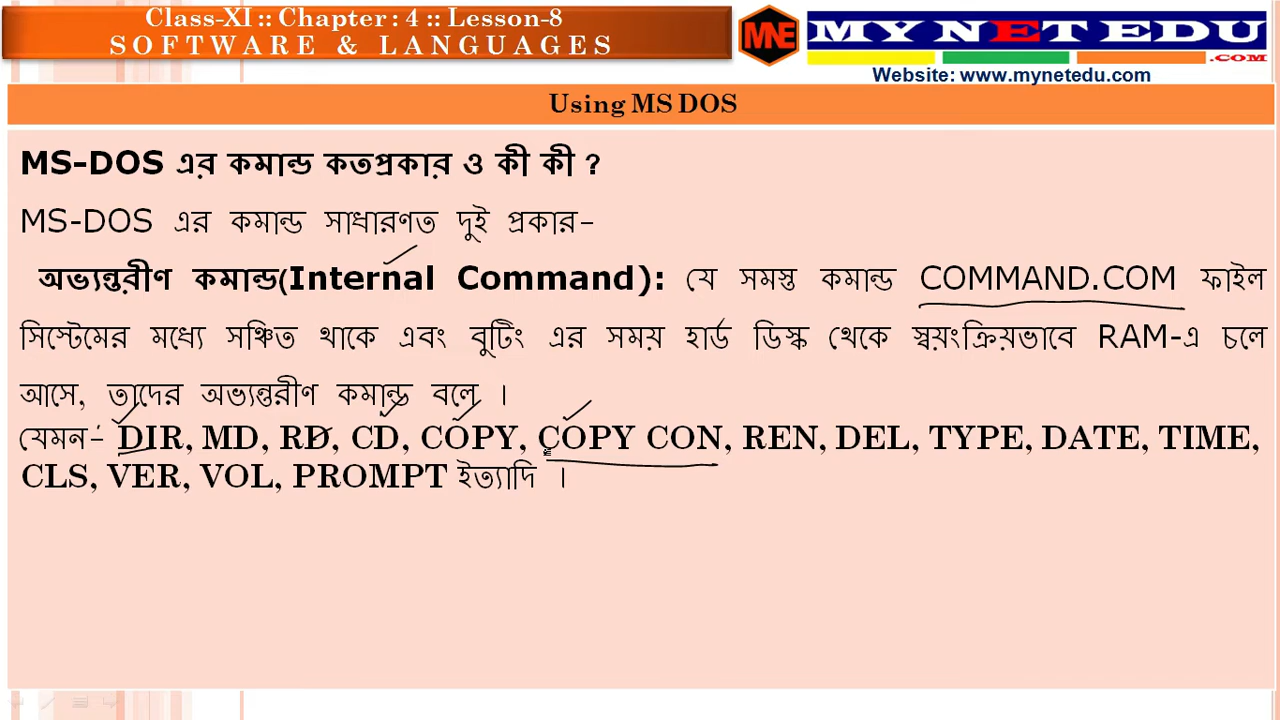 Class-XI :: Chapter : 4 :: Lesson-8
SOFTWARE & LANGUAGES
MNE
MYNETEDU
.COM
Website: www.mynetedu.com
Using MS DOS
MS-DOS এর কমান্ড কতপ্রকার ও কী কী ?
MS-DOS এর কমান্ড সাধারণত দুই প্রকার-
অভ্যন্তরীণ কমান্ড(Internal Command): যে সমস্ত কমান্ড COMMAND.COM ফাইল
সিস্টেমের মধ্যে সঞ্চিত থাকে এবং বুটিং এর সময় হার্ড ডিস্ক থেকে স্বয়ংক্রিয়ভাবে RAM-এ চলে
আসে, তাদের অভ্যন্তরীণ কমান্ড বলে ।
যেমন- DIR, MD, RD, CD, COPY, COPY CON, REN, DEL, TYPE, DATE, TIME,
CLS, VER, VOL, PROMPT ইত্যাদি ।